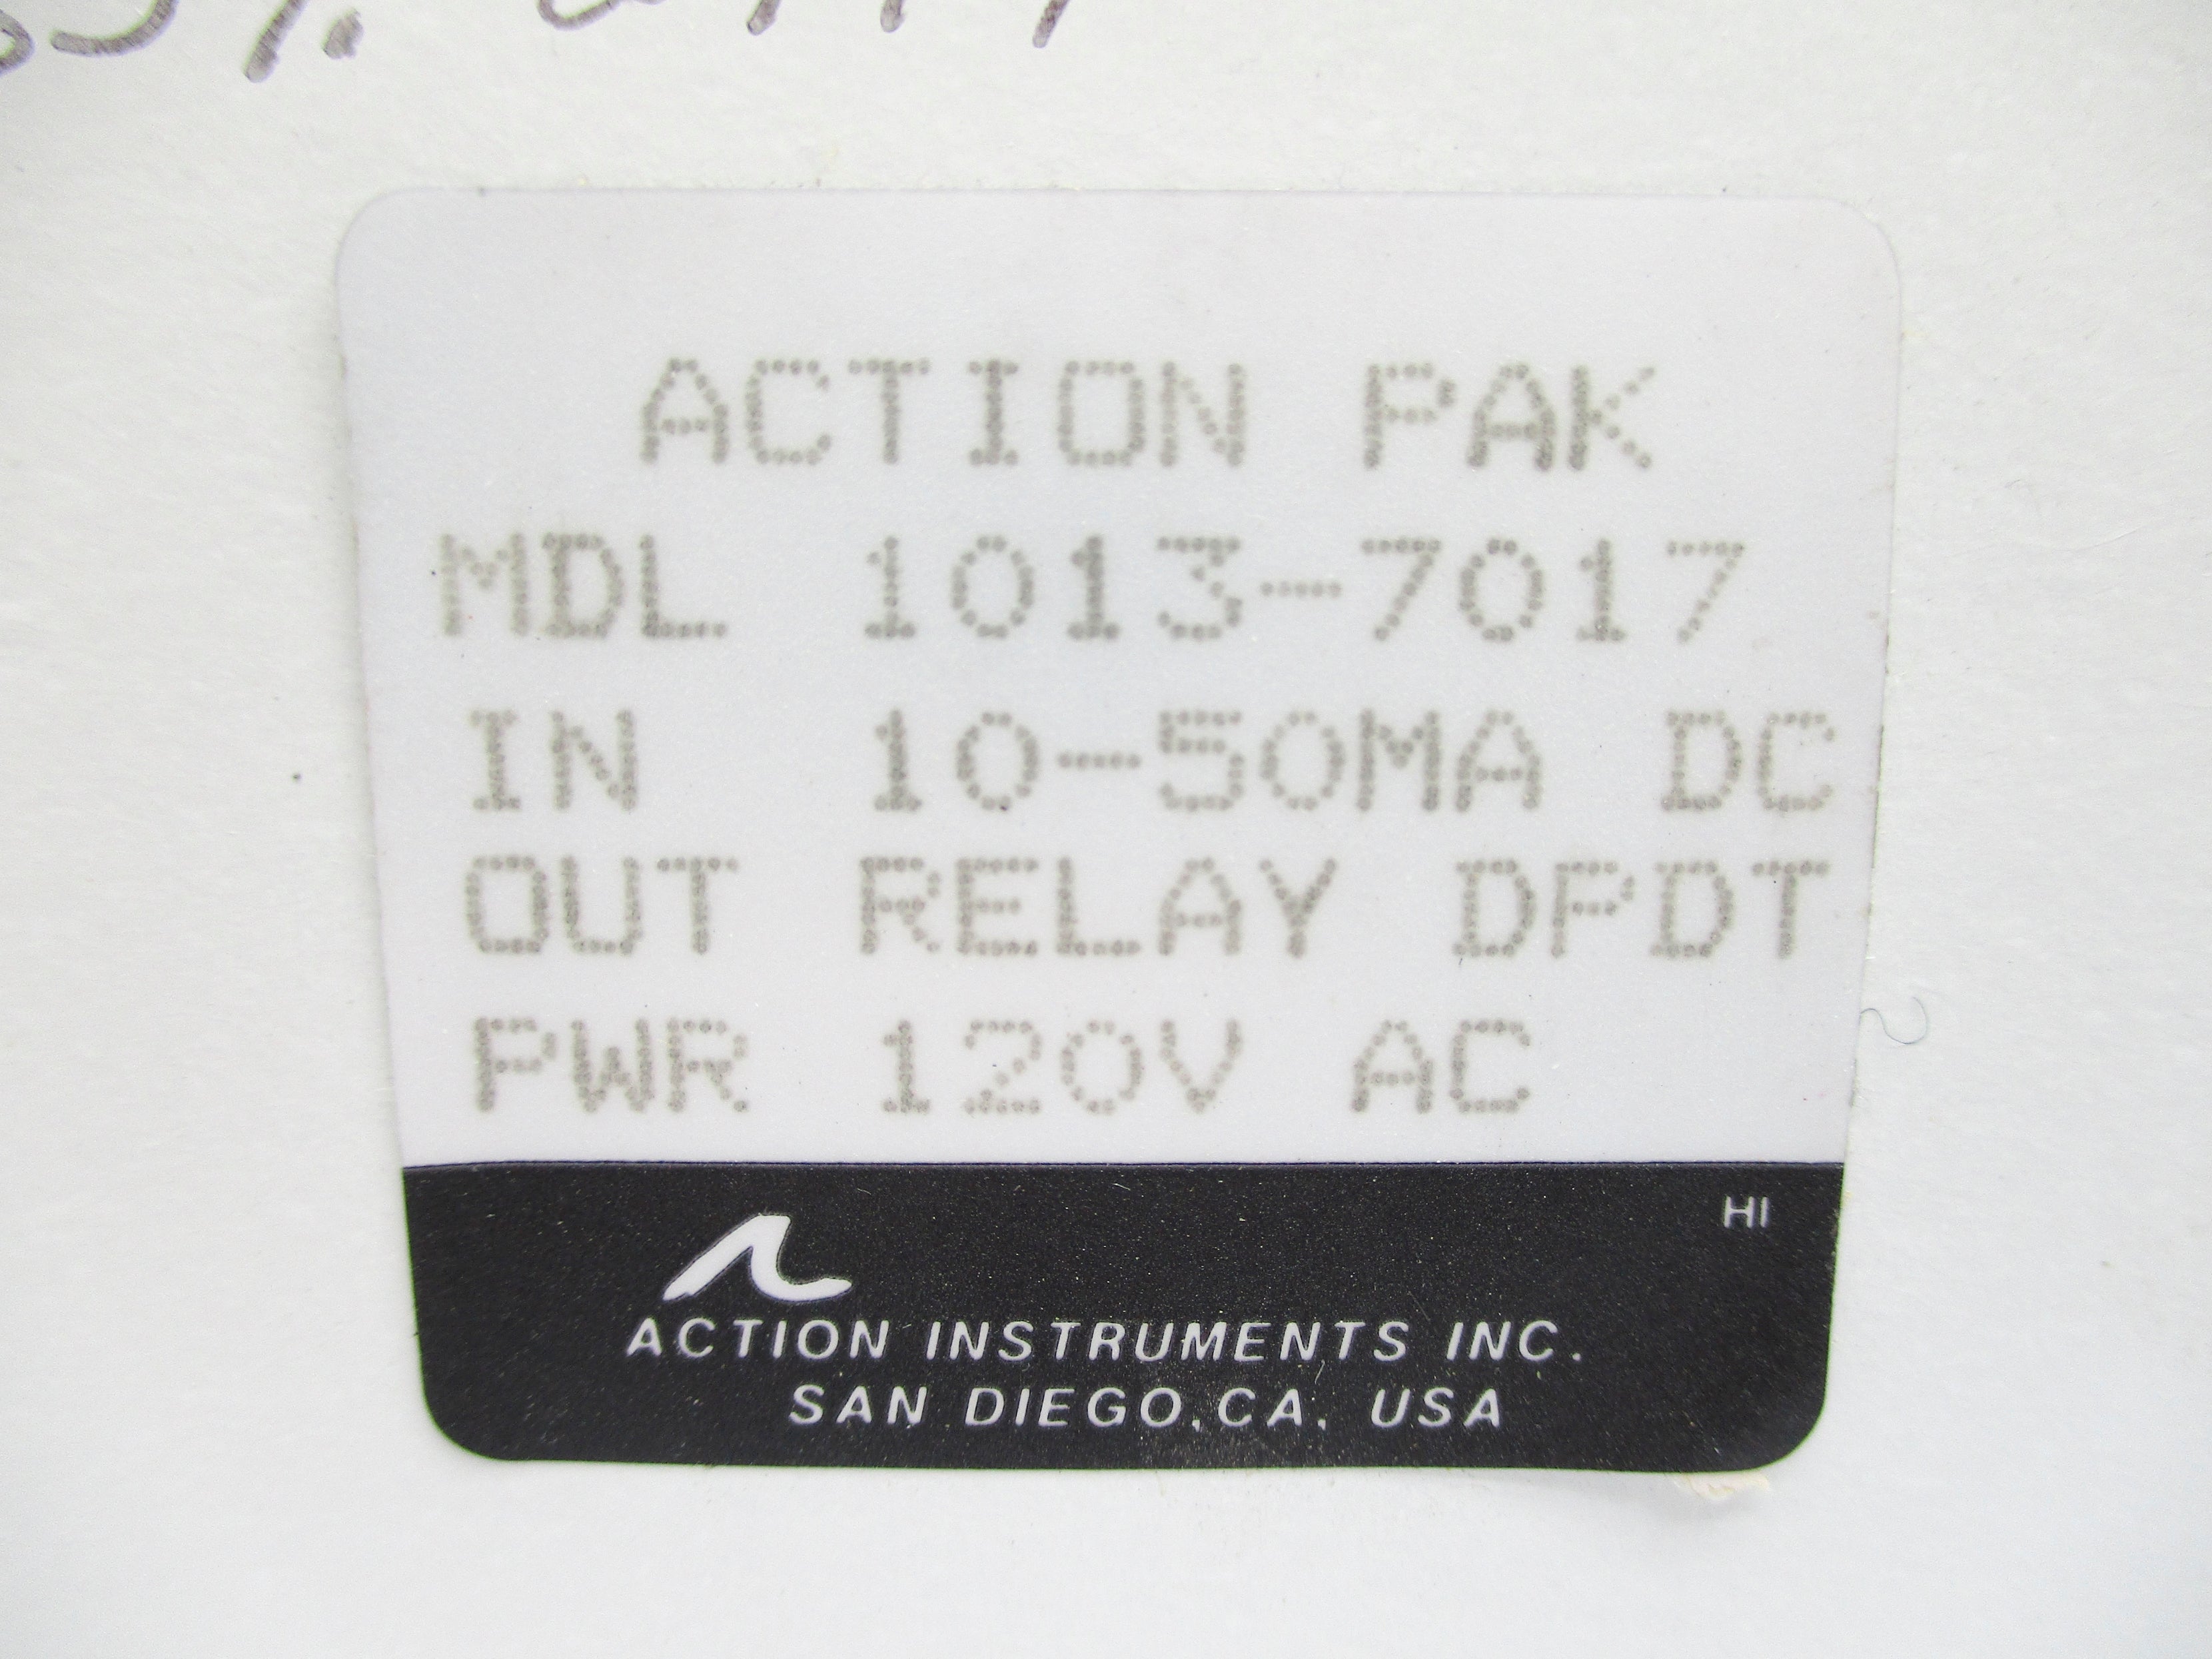 ACTION PAK
MDL 1013-7017
IN 10-50MA DC
OUT RELAY DPDT
PWR 120V AC
HI
ACTION INSTRUMENTS INC.
SAN DIEGO, CA. USA